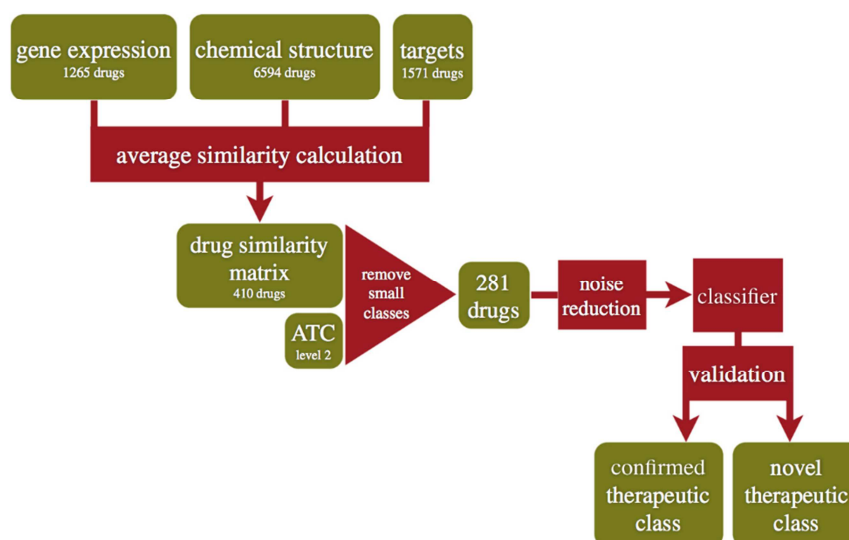 gene expression
1265 drugs
chemical structure
6594 drugs
targets
1571 drugs
average similarity calculation
drug similarity
matrix
410 drugs
ATC
level 2
remove
small
classes
281
drugs
noise
reduction
classifier
validation
confirmed
therapeutic
class
novel
therapeutic
class